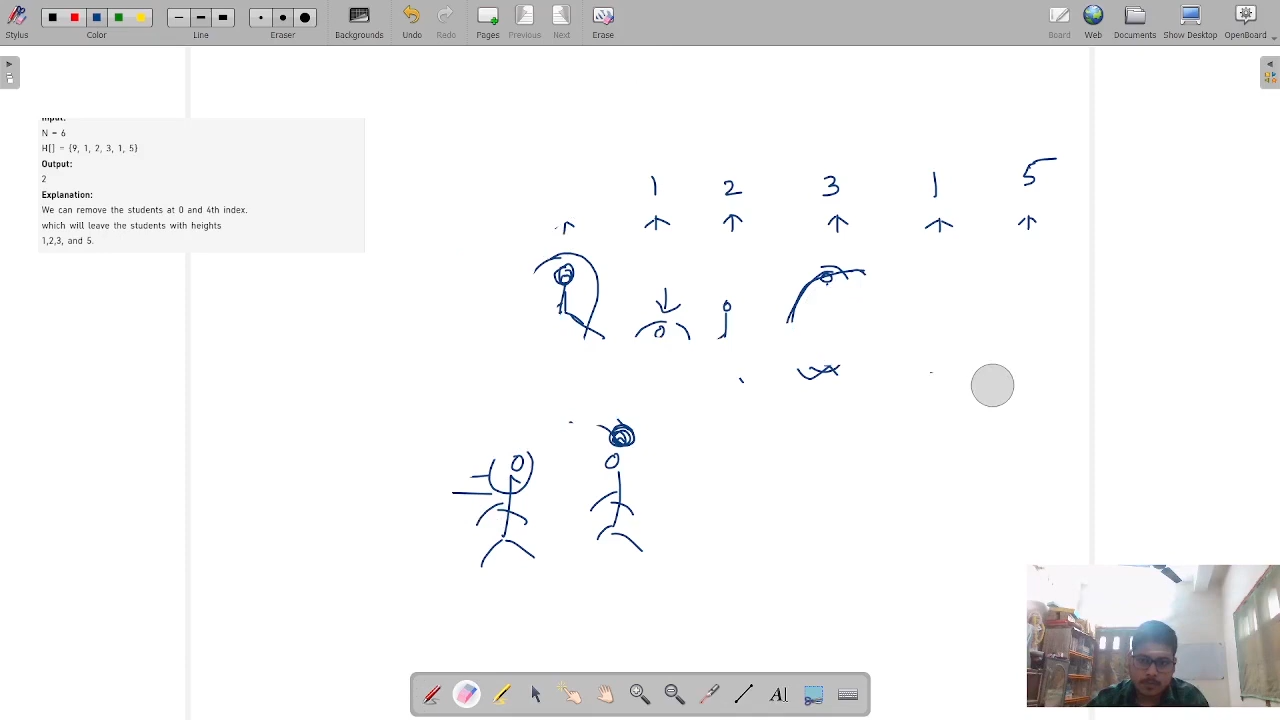 Stylus
Color
Line
Eraser
Backgrounds
Undo
Redo
Pages
Previous
Next
Erase
Board
Web
Documents
Show Desktop
OpenBoard
Input:
N = 6
H[] = {9, 1, 2, 3, 1, 5}
Output:
2
Explanation:
We can remove the students at 0 and 4th index.
which will leave the students with heights
1,2,3, and 5.
1 2 3 1 5
AI